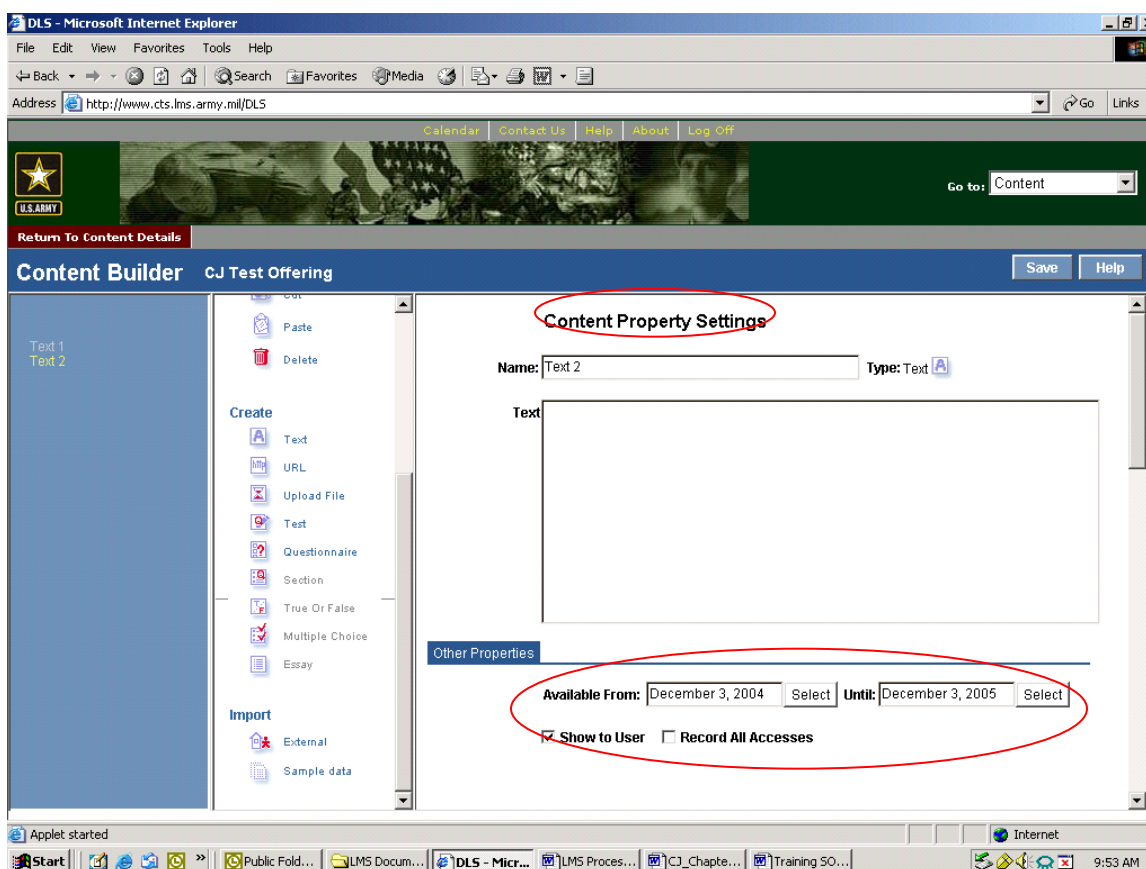 DLS - Microsoft Internet Explorer
File Edit View Favorites Tools Help
Back Search Favorites Media
Address http://www.cts.lms.army.mil/DLS Go Links
Calendar Contact Us Help About Log Off
U.S.ARMY
Go to: Content
Return To Content Details
Content Builder CJ Test Offering Save Help
Text 1
Text 2
Cut
Paste
Delete
Create
Text
URL
Upload File
Test
Questionnaire
Section
True Or False
Multiple Choice
Essay
Import
External
Sample data
Content Property Settings
Name: Text 2 Type: Text
Text
Other Properties
Available From: December 3, 2004 Select Until: December 3, 2005 Select
Show to User Record All Accesses
Applet started Internet
Start » Public Fold... LMS Docum... DLS - Micr... LMS Proces... CJ_Chapte... Training SO... 9:53 AM